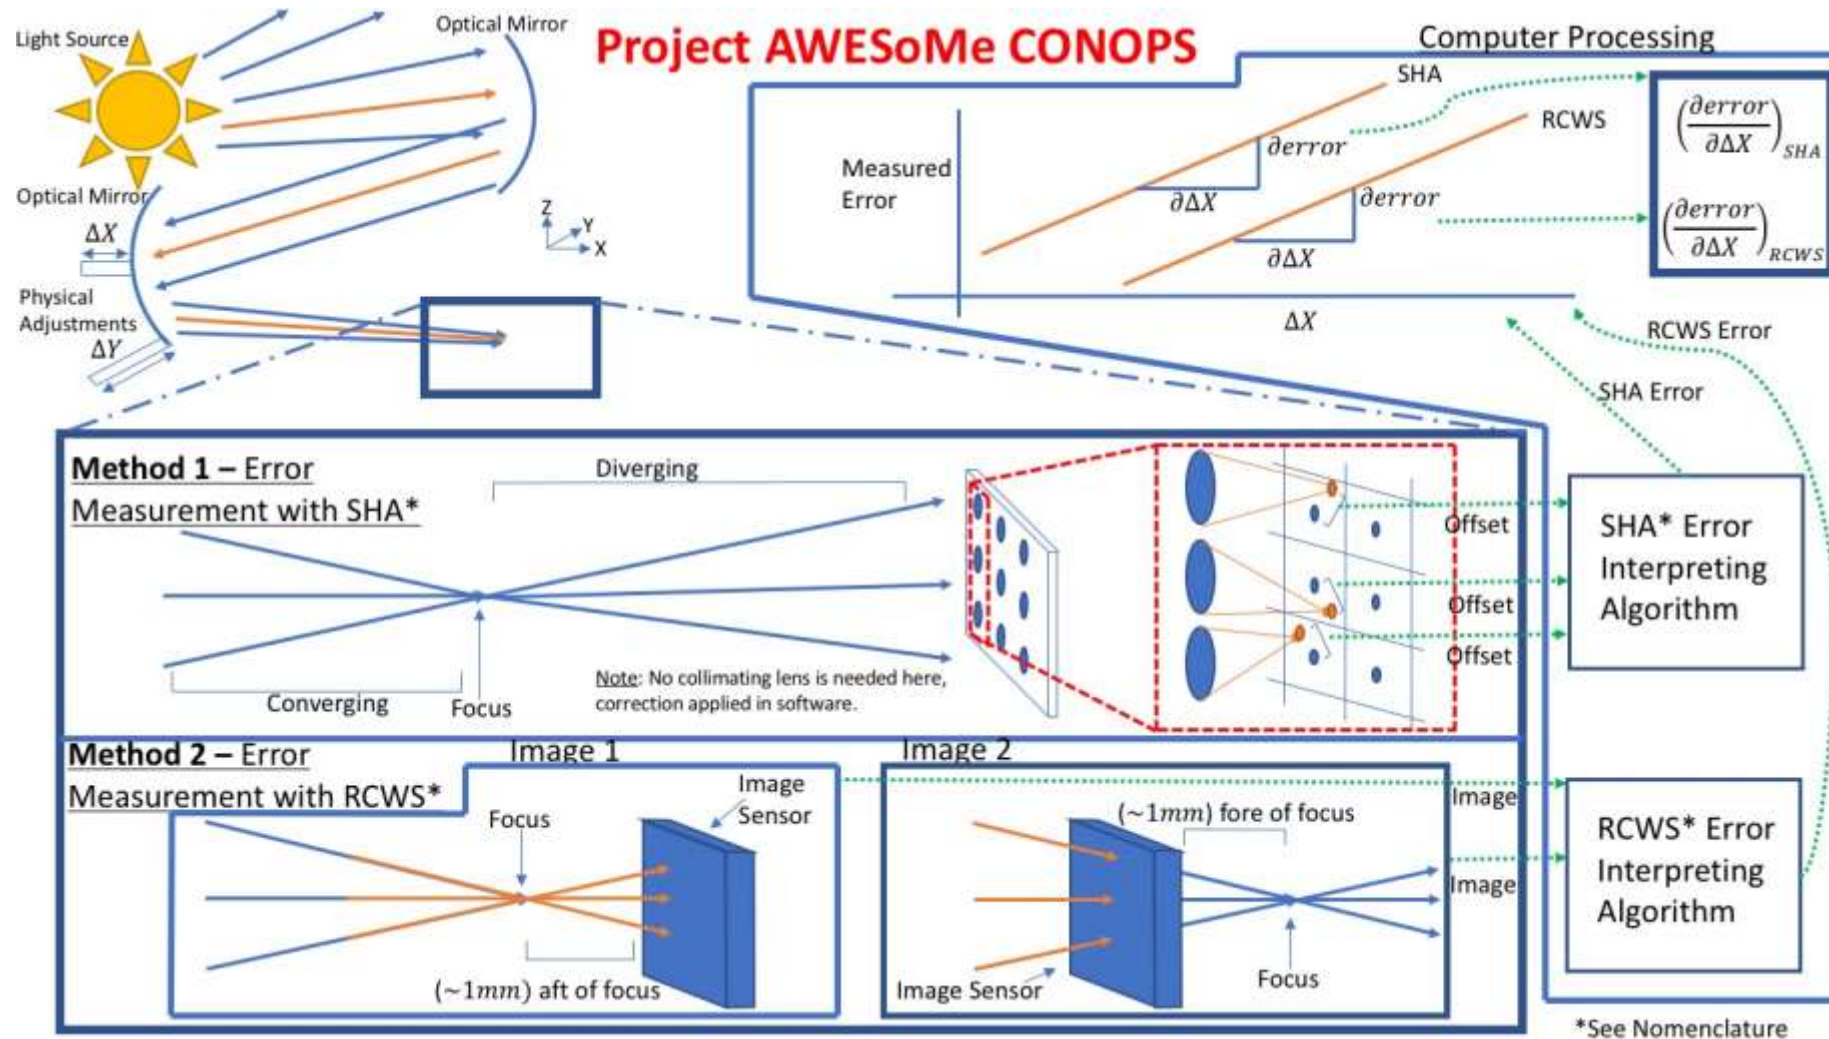 Project AWESoMe CONOPS
Light Source
Optical Mirror
Optical Mirror
ΔX
Physical
Adjustments
ΔY
Z
Y
X
Computer Processing
SHA
RCWS
Measured
Error
∂error
∂ΔX
∂error
∂ΔX
ΔX
(∂error/∂ΔX)SHA
(∂error/∂ΔX)RCWS
RCWS Error
SHA Error
Method 1 – Error
Measurement with SHA*
Diverging
Converging
Focus
Note: No collimating lens is needed here,
correction applied in software.
Offset
Offset
Offset
SHA* Error
Interpreting
Algorithm
Method 2 – Error
Measurement with RCWS*
Image 1
Focus
Image
Sensor
(~1mm) aft of focus
Image 2
(~1mm) fore of focus
Image Sensor
Focus
Image
Image
RCWS* Error
Interpreting
Algorithm
*See Nomenclature